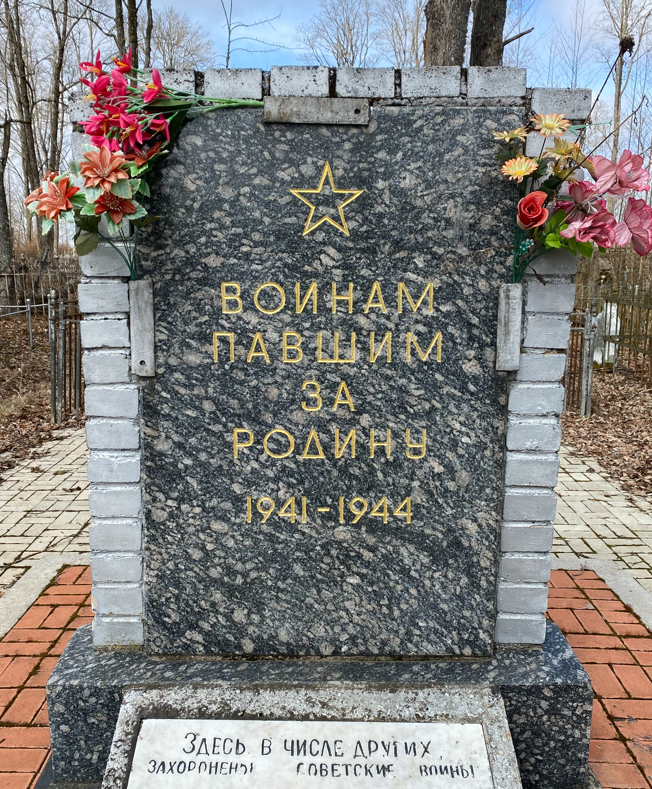 ВОИНАМ
ПАВШИМ
ЗА
РОДИНУ
1941-1944
ЗДЕСЬ В ЧИСЛЕ ДРУГИХ
ЗАХОРОНЕНЫ СОВЕТСКИЕ ВОИНЫ